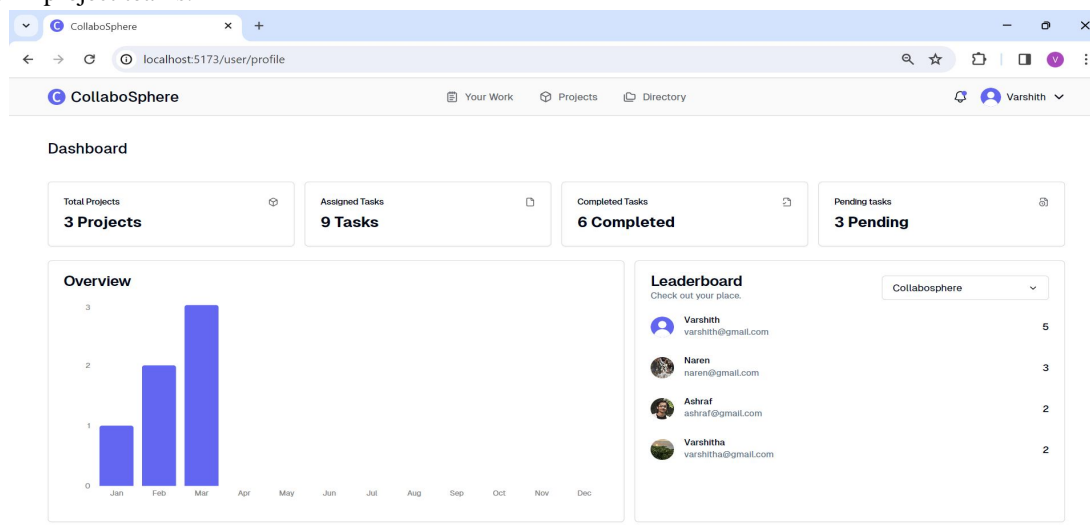 CollaboSphere
localhost:5173/user/profile
V
C CollaboSphere
Your Work
Projects
Directory
Varshith
Dashboard
Total Projects
3 Projects
Assigned Tasks
9 Tasks
Completed Tasks
6 Completed
Pending tasks
3 Pending
Overview
3
2
1
0
Jan Feb Mar Apr May Jun Jul Aug Sep Oct Nov Dec
Leaderboard
Check out your place.
Collabosphere
Varshith
varshith@gmail.com
5
Naren
naren@gmail.com
3
Ashraf
ashraf@gmail.com
2
Varshitha
varshitha@gmail.com
2